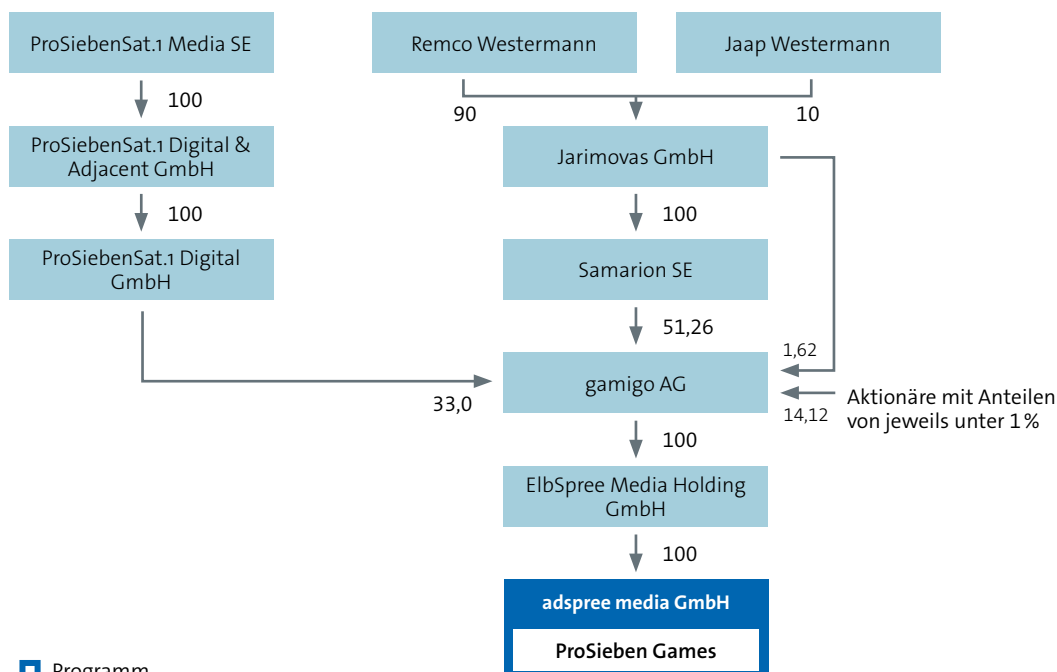 ProSiebenSat.1 Media SE
Remco Westermann
Jaap Westermann
100
90
10
ProSiebenSat.1 Digital &
Adjacent GmbH
Jarimovas GmbH
100
100
ProSiebenSat.1 Digital
GmbH
Samarion SE
51,26
1,62
gamigo AG
33,0
14,12
Aktionäre mit Anteilen
von jeweils unter 1%
100
ElbSpree Media Holding
GmbH
100
adspree media GmbH
ProSieben Games
Programm